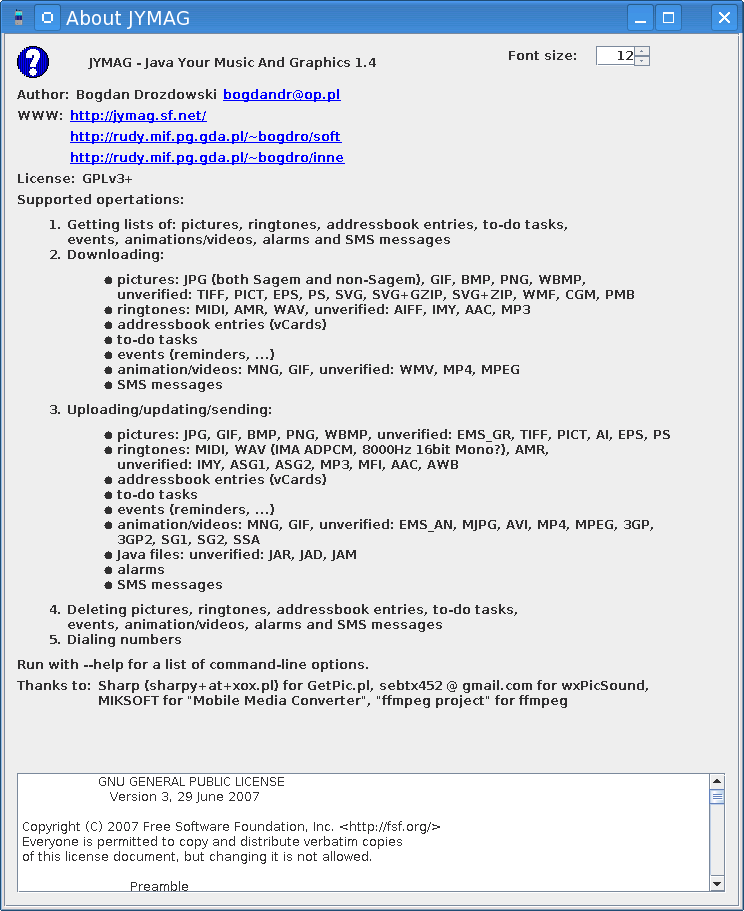 About JYMAG
JYMAG - Java Your Music And Graphics 1.4
Font size: 12
Author: Bogdan Drozdowski bogdandr@op.pl
WWW: http://jymag.sf.net/
http://rudy.mif.pg.gda.pl/~bogdro/soft
http://rudy.mif.pg.gda.pl/~bogdro/inne
License: GPLv3+
Supported opertations:
1. Getting lists of: pictures, ringtones, addressbook entries, to-do tasks,
events, animations/videos, alarms and SMS messages
2. Downloading:
● pictures: JPG (both Sagem and non-Sagem), GIF, BMP, PNG, WBMP,
unverified: TIFF, PICT, EPS, PS, SVG, SVG+GZIP, SVG+ZIP, WMF, CGM, PMB
● ringtones: MIDI, AMR, WAV, unverified: AIFF, IMY, AAC, MP3
● addressbook entries (vCards)
● to-do tasks
● events (reminders, ...)
● animation/videos: MNG, GIF, unverified: WMV, MP4, MPEG
● SMS messages
3. Uploading/updating/sending:
● pictures: JPG, GIF, BMP, PNG, WBMP, unverified: EMS_GR, TIFF, PICT, AI, EPS, PS
● ringtones: MIDI, WAV (IMA ADPCM, 8000Hz 16bit Mono?), AMR,
unverified: IMY, ASG1, ASG2, MP3, MFI, AAC, AWB
● addressbook entries (vCards)
● to-do tasks
● events (reminders, ...)
● animation/videos: MNG, GIF, unverified: EMS_AN, MJPG, AVI, MP4, MPEG, 3GP,
3GP2, SG1, SG2, SSA
● Java files: unverified: JAR, JAD, JAM
● alarms
● SMS messages
4. Deleting pictures, ringtones, addressbook entries, to-do tasks,
events, animation/videos, alarms and SMS messages
5. Dialing numbers
Run with --help for a list of command-line options.
Thanks to: Sharp (sharpy+at+xox.pl) for GetPic.pl, sebtx452 @ gmail.com for wxPicSound,
MIKSOFT for "Mobile Media Converter", "ffmpeg project" for ffmpeg
GNU GENERAL PUBLIC LICENSE
Version 3, 29 June 2007
Copyright (C) 2007 Free Software Foundation, Inc. <http://fsf.org/>
Everyone is permitted to copy and distribute verbatim copies
of this license document, but changing it is not allowed.
Preamble